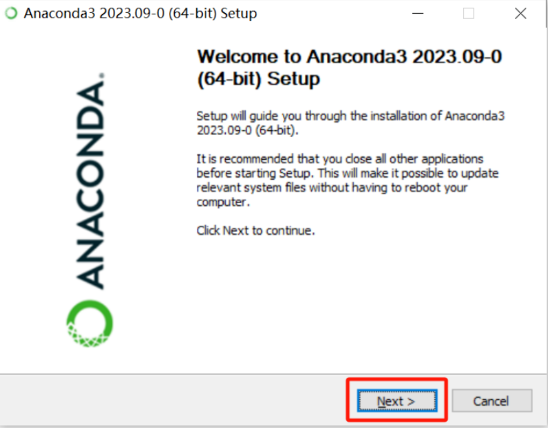 Anaconda3 2023.09-0 (64-bit) Setup
Welcome to Anaconda3 2023.09-0
(64-bit) Setup
Setup will guide you through the installation of Anaconda3
2023.09-0 (64-bit).
It is recommended that you close all other applications
before starting Setup. This will make it possible to update
relevant system files without having to reboot your
computer.
Click Next to continue.
ANACONDA.
Next >
Cancel